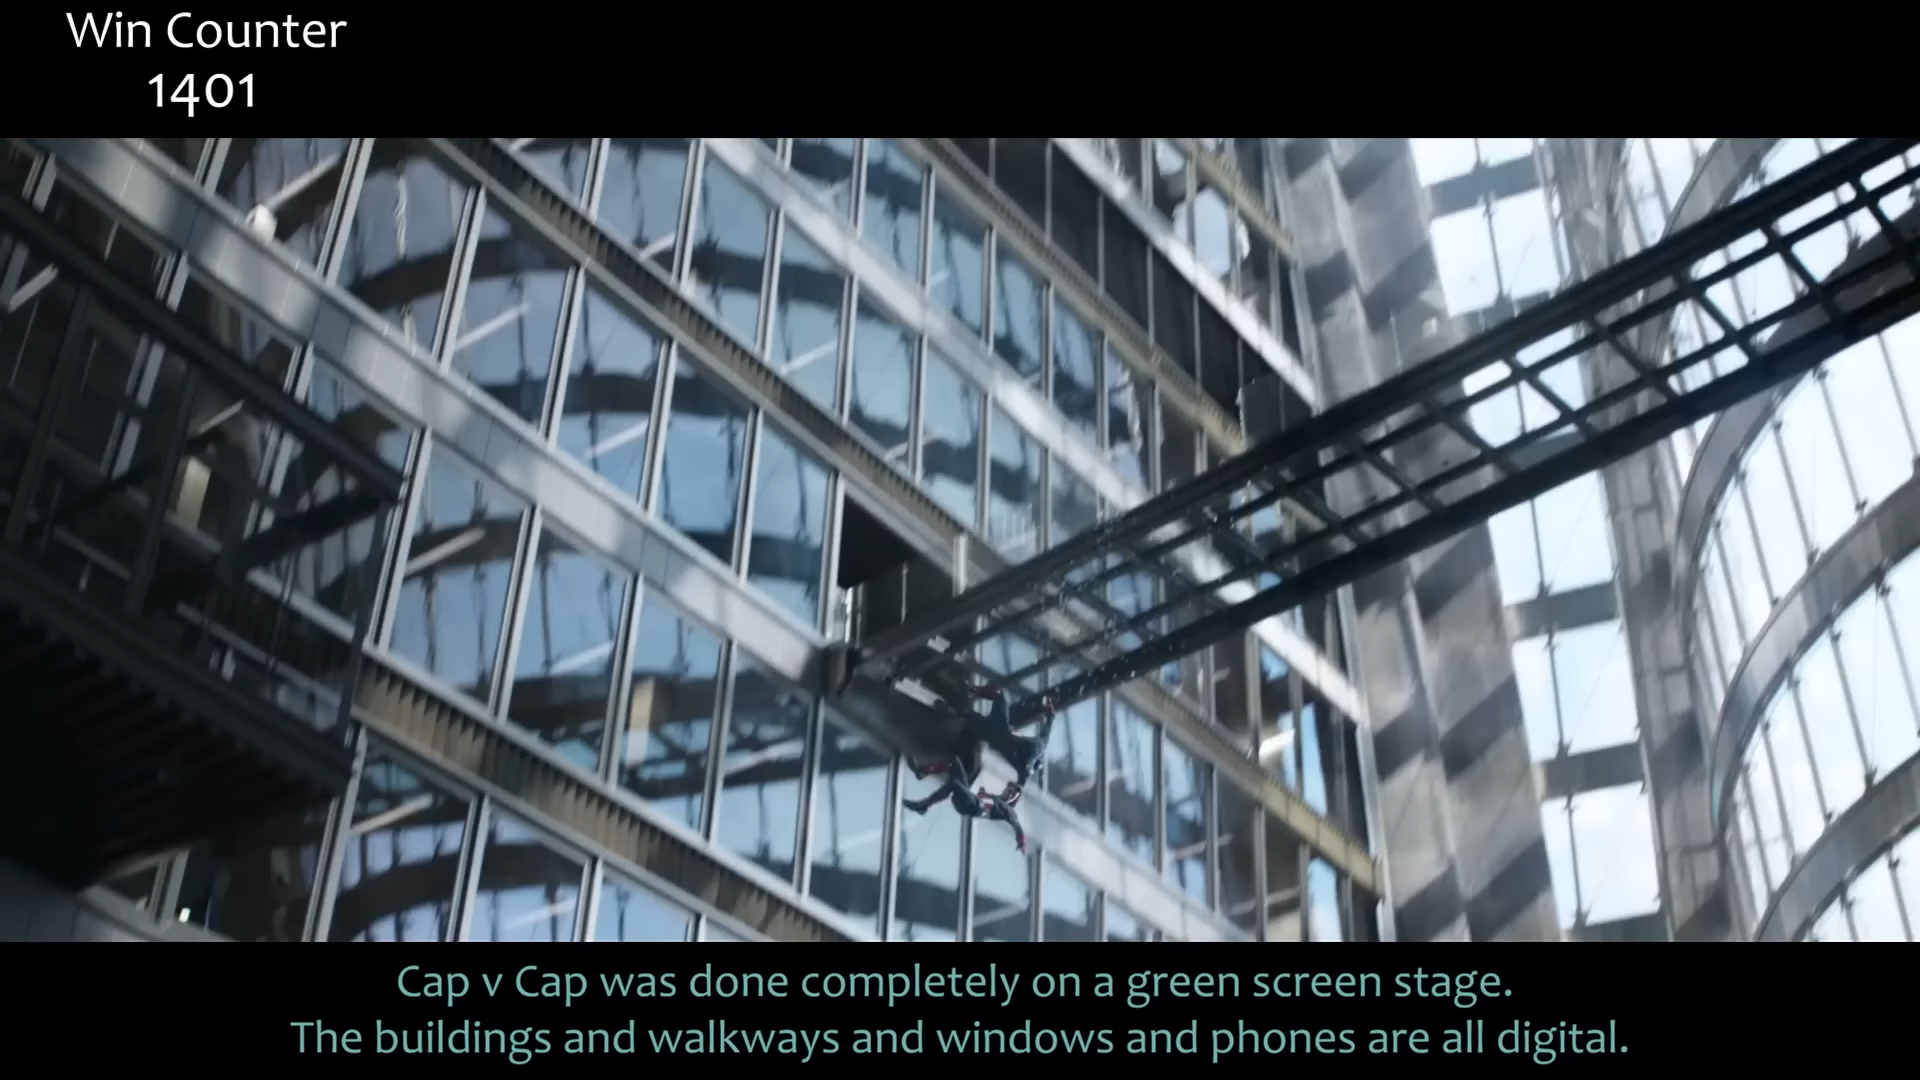 Win Counter
1401
Cap v Cap was done completely on a green screen stage.
The buildings and walkways and windows and phones are all digital.